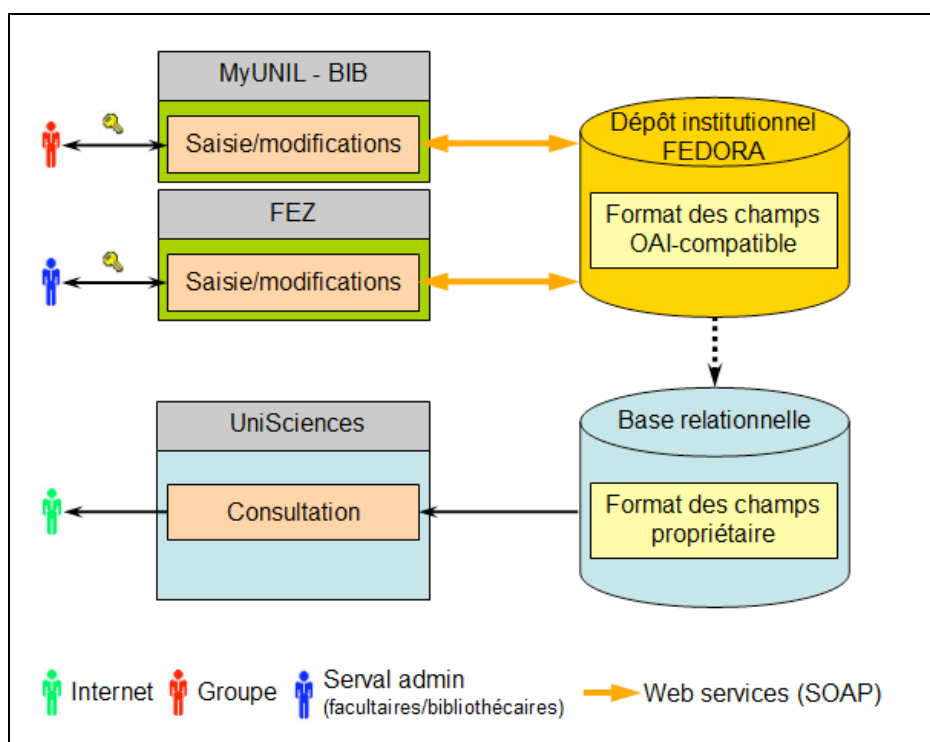 MyUNIL - BIB
Saisie/modifications
FEZ
Saisie/modifications
Dépôt institutionnel
FEDORA
Format des champs
OAI-compatible
UniSciences
Consultation
Base relationnelle
Format des champs
propriétaire
Internet
Groupe
Serval admin
(facultaires/bibliothécaires)
Web services (SOAP)